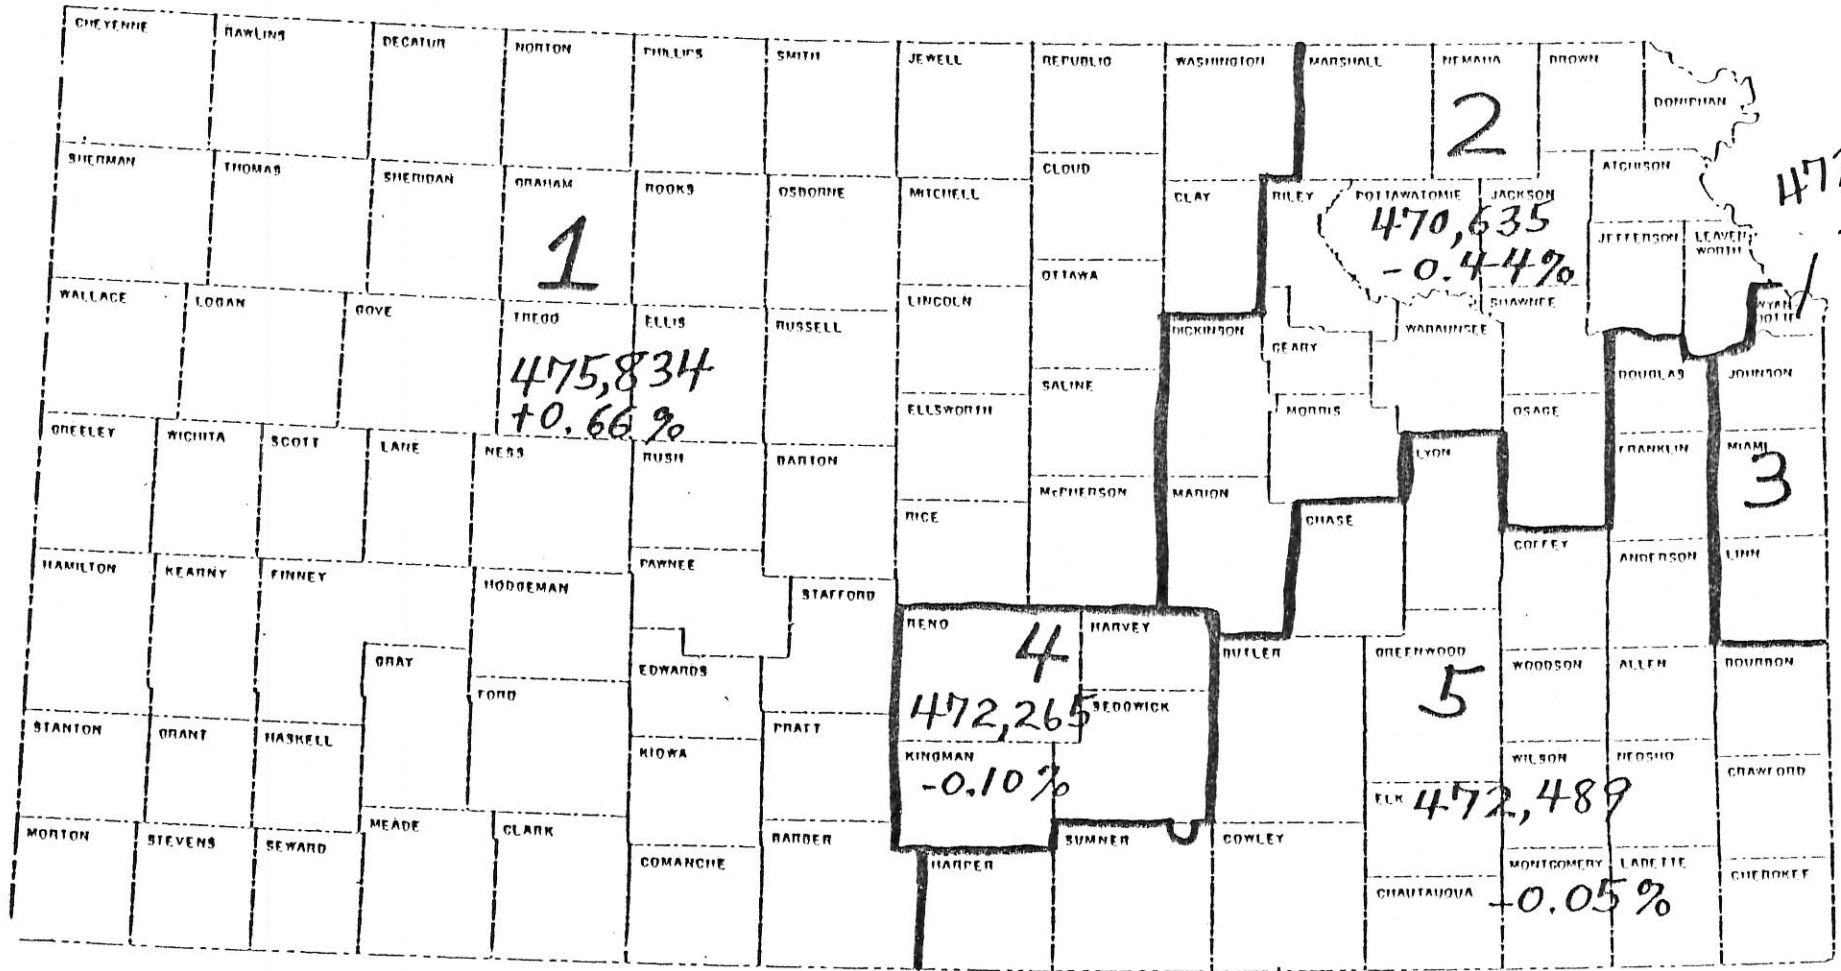 CHEYENNE RAWLINS DECATUR NORTON PHILLIPS SMITH JEWELL REPUBLIC WASHINGTON MARSHALL NEMAHA BROWN
DONIPHAN
2
SHERMAN THOMAS SHERIDAN GRAHAM ROOKS OSBORNE MITCHELL CLOUD CLAY RILEY POTTAWATOMIE JACKSON ATCHISON
1
470,635
-0.44%
JEFFERSON LEAVEN-
WORTH
OTTAWA
WALLACE LOGAN GOVE TREGO ELLIS RUSSELL LINCOLN DICKINSON GEARY WABAUNSEE SHAWNEE WYAN-
DOTTE
475,834
+0.66%
SALINE DOUGLAS JOHNSON
ELLSWORTH MORRIS OSAGE
GREELEY WICHITA SCOTT LANE NESS RUSH BARTON LYON FRANKLIN MIAMI
3
McPHERSON MARION
RICE CHASE
COFFEY ANDERSON LINN
HAMILTON KEARNY FINNEY HODGEMAN PAWNEE STAFFORD
RENO HARVEY
4
GRAY EDWARDS BUTLER GREENWOOD WOODSON ALLEN BOURBON
5
FORD
472,265
SEDGWICK
STANTON GRANT HASKELL KIOWA PRATT KINGMAN WILSON NEOSHO CRAWFORD
-0.10%
ELK
472,489
MORTON STEVENS SEWARD MEADE CLARK COMANCHE BARBER HARPER SUMNER COWLEY
MONTGOMERY LABETTE CHEROKEE
CHAUTAUQUA
-0.05%